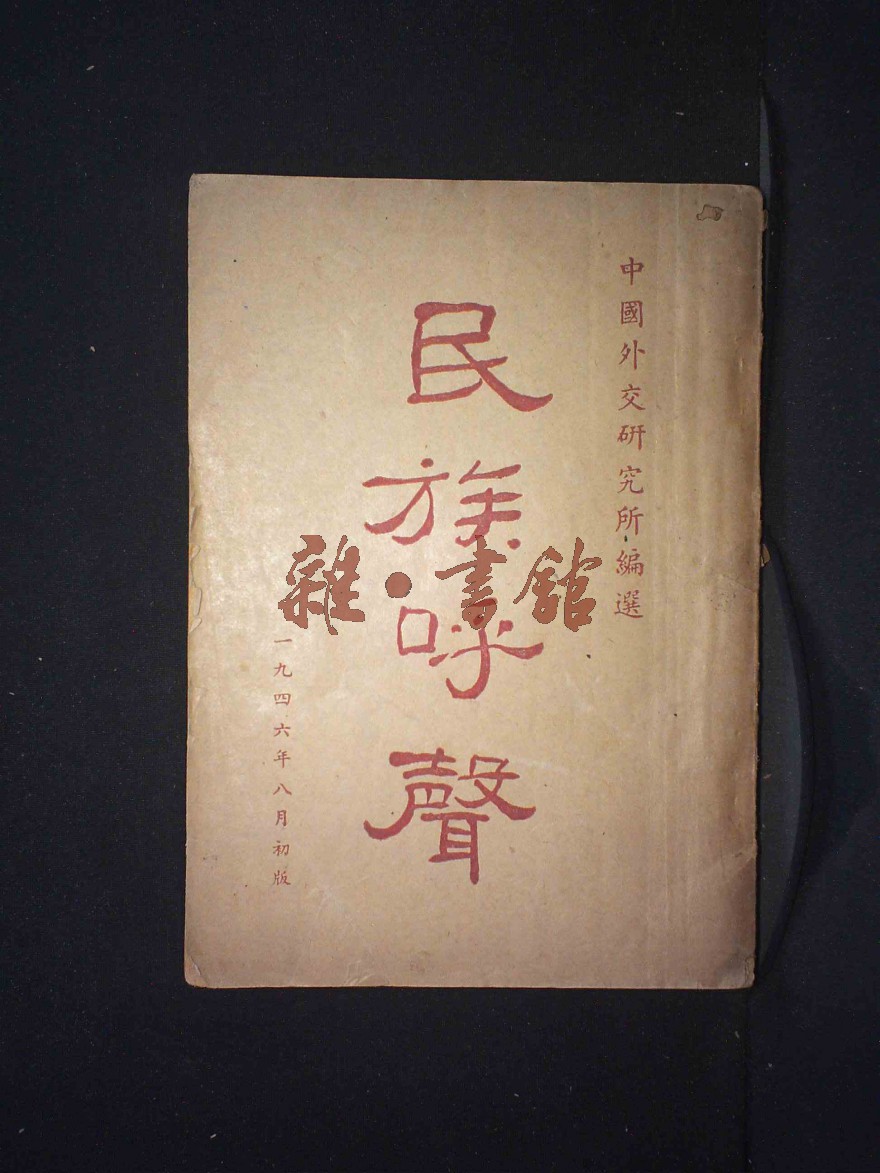 中國外交研究所編選
民族呼聲
一九四六年八月初版
雜·書館